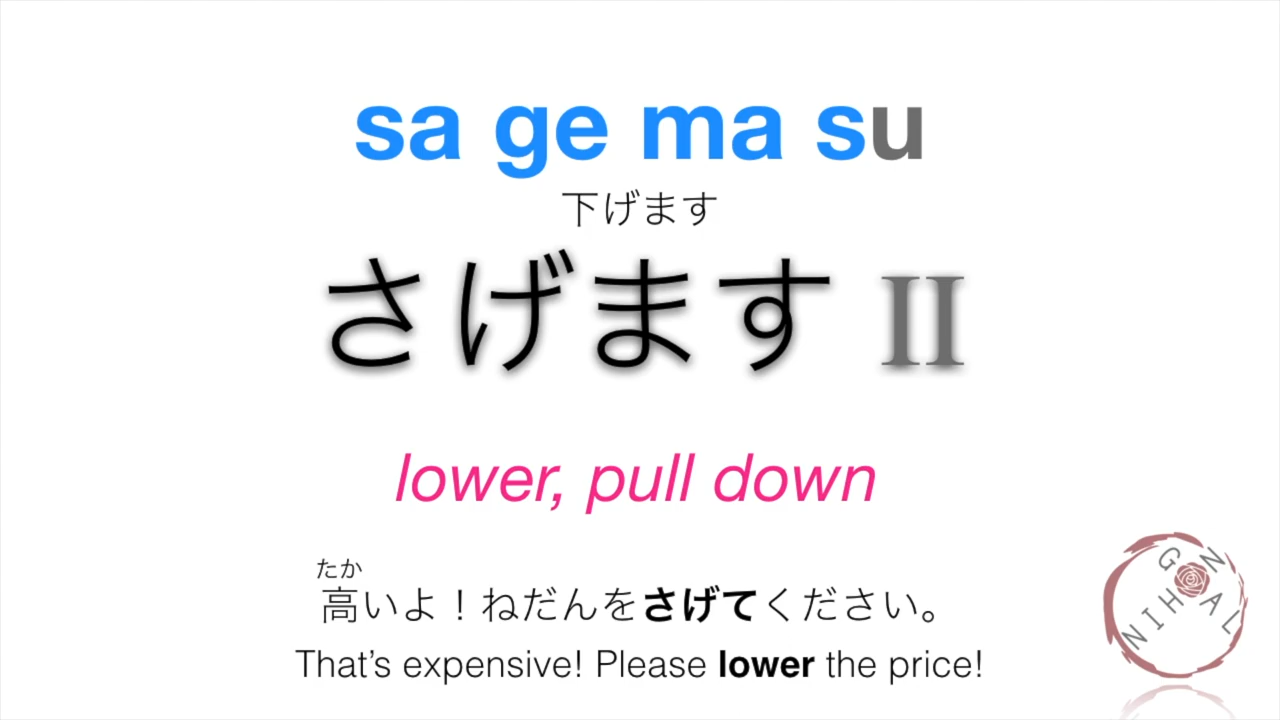 sa ge ma su
下げます
さげます II
lower, pull down
たか
高いよ！ねだんをさげてください。
That's expensive! Please lower the price!
NIHON
GAL